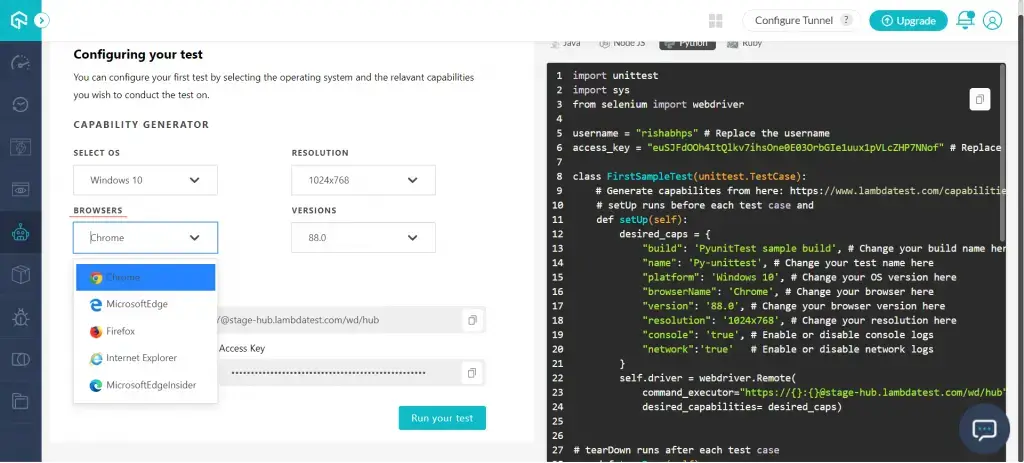 Configure Tunnel ?
Upgrade
Configuring your test
You can configure your first test by selecting the operating system and the relavant capabilities
you wish to conduct the test on.
CAPABILITY GENERATOR
SELECT OS
RESOLUTION
Windows 10
1024x768
BROWSERS
VERSIONS
Chrome
88.0
Chrome
MicrosoftEdge
Firefox
Internet Explorer
MicrosoftEdgeInsider
/@stage-hub.lambdatest.com/wd/hub
Access Key
Run your test
Java
Node JS
Python
Ruby
1 import unittest
2 import sys
3 from selenium import webdriver
4
5 username = "rishabhps" # Replace the username
6 access_key = "euSJFdOOh4ItQlkv7ihsOne0E03OrbGIe1uux1pVLcZHP7NNof" # Replace
7
8 class FirstSampleTest(unittest.TestCase):
9 # Generate capabilites from here: https://www.lambdatest.com/capabilitie
10 # setUp runs before each test case and
11 def setUp(self):
12 desired_caps = {
13 "build": 'PyunitTest sample build', # Change your build name her
14 "name": 'Py-unittest', # Change your test name here
15 "platform": 'Windows 10', # Change your OS version here
16 "browserName": 'Chrome', # Change your browser here
17 "version": '88.0', # Change your browser version here
18 "resolution": '1024x768', # Change your resolution here
19 "console": 'true', # Enable or disable console logs
20 "network":'true' # Enable or disable network logs
21 }
22 self.driver = webdriver.Remote(
23 command_executor="https://{}:{}@stage-hub.lambdatest.com/wd/hub"
24 desired_capabilities= desired_caps)
25
26
27 # tearDown runs after each test case